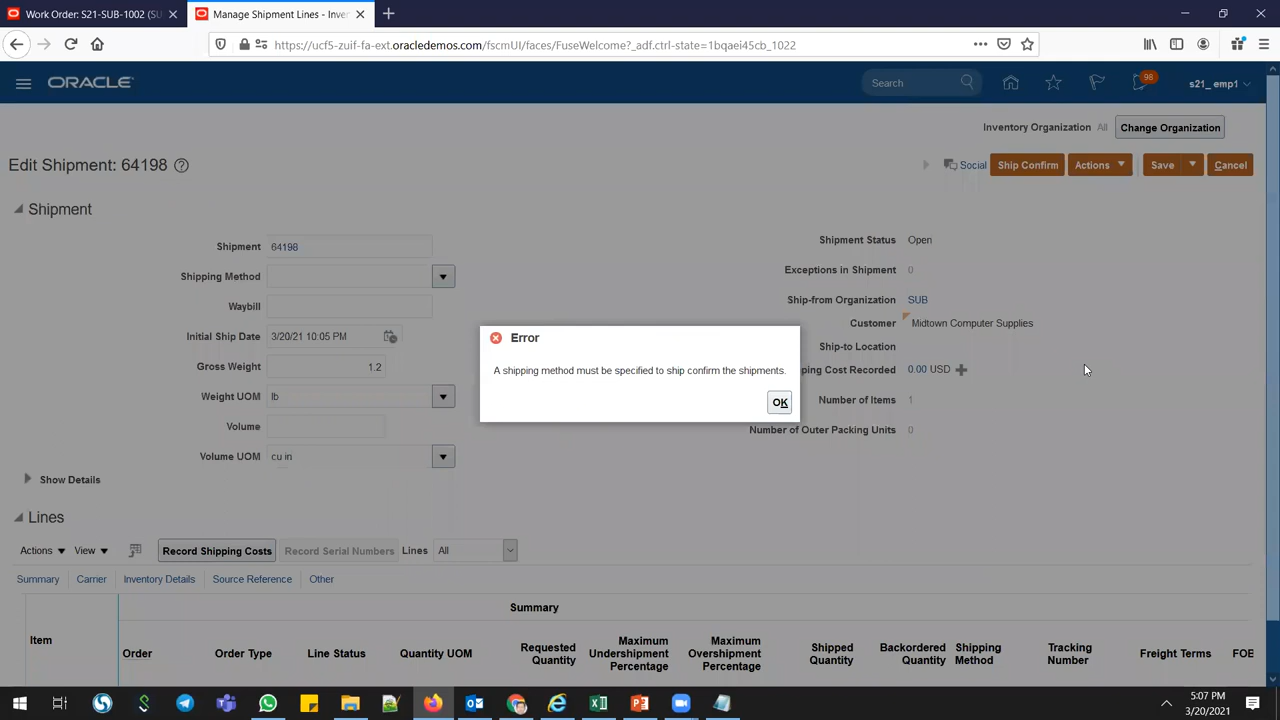 Work Order: S21-SUB-1002 (S
Manage Shipment Lines - Inve
https://ucf5-zuif-fa-ext.oracledemos.com/fscmUI/faces/FuseWelcome?_adf.ctrl-state=1bqaei45cb_1022
ORACLE
Search
98
s21_ emp1
Inventory Organization All Change Organization
Edit Shipment: 64198
Social
Ship Confirm
Actions
Save
Cancel
Shipment
Shipment 64198
Shipping Method
Waybill
Initial Ship Date 3/20/21 10:05 PM
Gross Weight 1.2
Weight UOM lb
Volume
Volume UOM cu in
Shipment Status Open
Exceptions in Shipment 0
Ship-from Organization SUB
Customer Midtown Computer Supplies
Ship-to Location
ping Cost Recorded 0.00 USD
Number of Items 1
Number of Outer Packing Units 0
Error
A shipping method must be specified to ship confirm the shipments.
OK
Show Details
Lines
Actions View Record Shipping Costs Record Serial Numbers Lines All
Summary Carrier Inventory Details Source Reference Other
Summary
Item
Order
Order Type
Line Status
Quantity UOM
Requested Quantity
Maximum Undershipment Percentage
Maximum Overshipment Percentage
Shipped Quantity
Backordered Quantity
Shipping Method
Tracking Number
Freight Terms
FOB
5:07 PM
3/20/2021